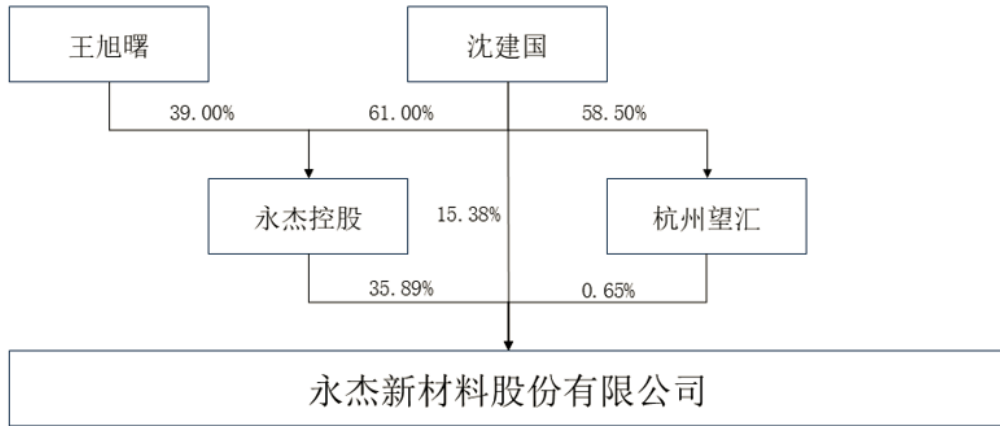 王旭曙
沈建国
39.00%
61.00%
58.50%
永杰控股
15.38%
杭州望汇
35.89%
0.65%
永杰新材料股份有限公司